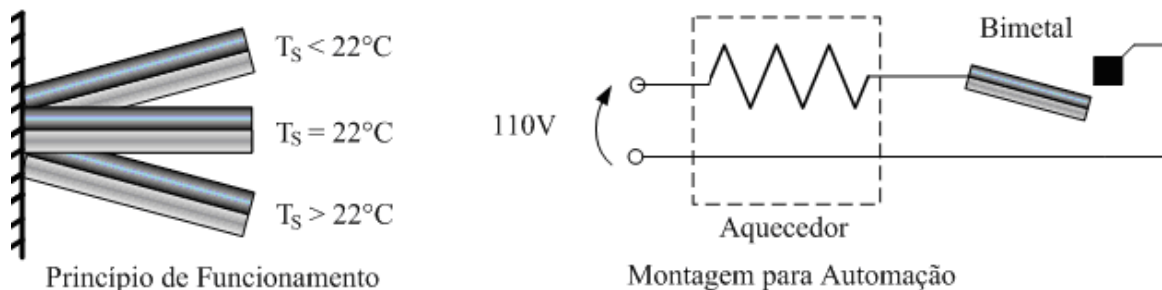 T_S < 22°C
T_S = 22°C
T_S > 22°C
Princípio de Funcionamento
110V
Aquecedor
Bimetal
Montagem para Automação